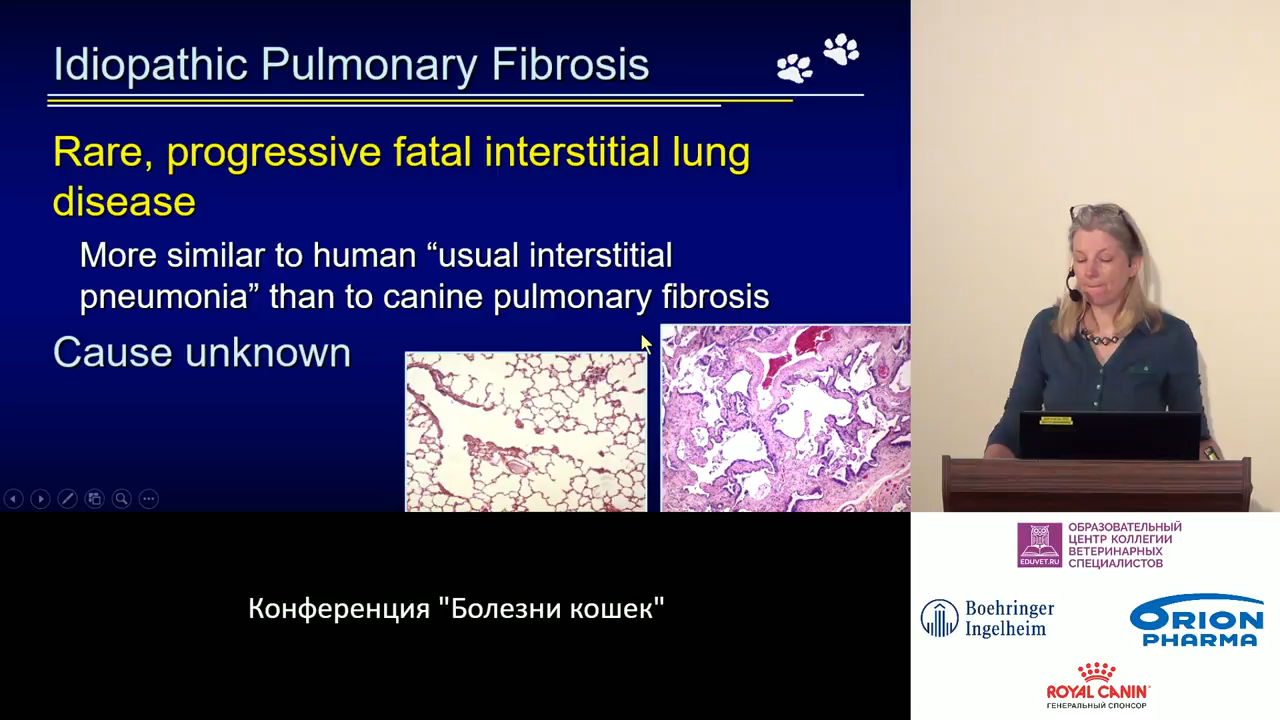 Idiopathic Pulmonary Fibrosis
Rare, progressive fatal interstitial lung
disease
More similar to human “usual interstitial
pneumonia” than to canine pulmonary fibrosis
Cause unknown
Конференция "Болезни кошек"
EDUVET.RU
ОБРАЗОВАТЕЛЬНЫЙ
ЦЕНТР КОЛЛЕГИИ
ВЕТЕРИНАРНЫХ
СПЕЦИАЛИСТОВ
Boehringer
Ingelheim
ORION
PHARMA
ROYAL CANIN
ГЕНЕРАЛЬНЫЙ СПОНСОР